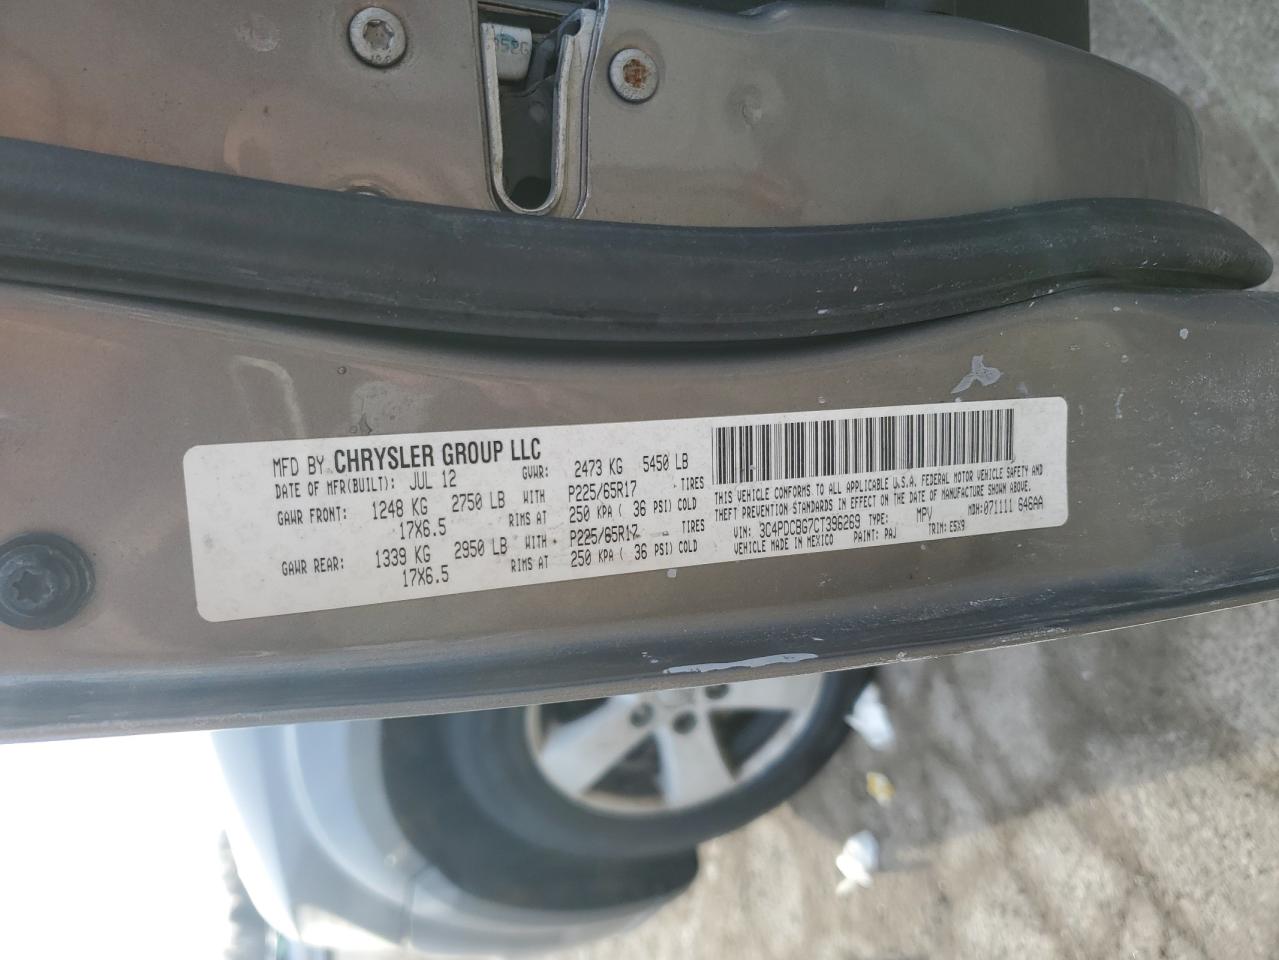 52G
MFD BY CHRYSLER GROUP LLC
DATE OF MFR(BUILT): JUL 12 GVWR: 2473 KG 5450 LB
GAWR FRONT: 1248 KG 2750 LB WITH P225/65R17 TIRES
17X6.5 RIMS AT 250 KPA ( 36 PSI) COLD
GAWR REAR: 1339 KG 2950 LB WITH P225/65R17 TIRES
17X6.5 RIMS AT 250 KPA ( 36 PSI) COLD
THIS VEHICLE CONFORMS TO ALL APPLICABLE U.S.A. FEDERAL MOTOR VEHICLE SAFETY AND
THEFT PREVENTION STANDARDS IN EFFECT ON THE DATE OF MANUFACTURE SHOWN ABOVE.
VIN: 3C4PDCBG7CT396269 TYPE: MPV MDH:071111 646AA
VEHICLE MADE IN MEXICO PAINT: PAJ TRIM: E5X9